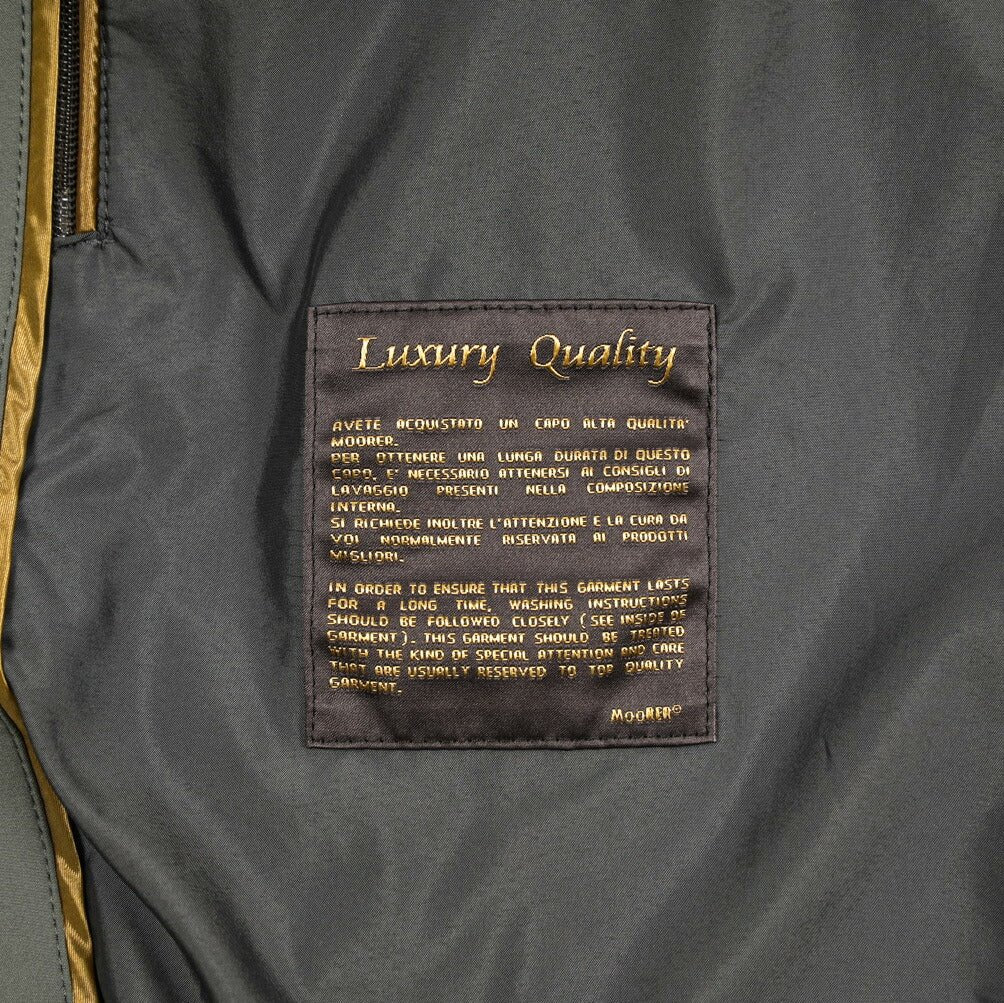 Luxury Quality
AVETE ACQUISTATO UN CAPO ALTA QUALITA'
MOORER.
PER OTTENERE UNA LUNGA DURATA DI QUESTO
CAPO, E' NECESSARIO ATTENERSI AI CONSIGLI DI
LAVAGGIO PRESENTI NELLA COMPOSIZIONE
INTERNA.
SI RICHIEDE INOLTRE L'ATTENZIONE E LA CURA DA
VOI NORMALMENTE RISERVATA AI PRODOTTI
MIGLIORI.
IN ORDER TO ENSURE THAT THIS GARMENT LASTS
FOR A LONG TIME, WASHING INSTRUCTIONS
SHOULD BE FOLLOWED CLOSELY (SEE INSIDE OF
GARMENT). THIS GARMENT SHOULD BE TREATED
WITH THE KIND OF SPECIAL ATTENTION AND CARE
THAT ARE USUALLY RESERVED TO TOP QUALITY
GARMENT.
MOORER®